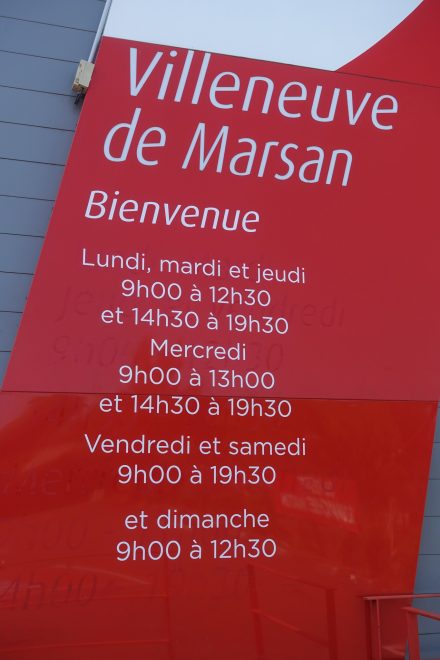 Villeneuve
de Marsan
Bienvenue
Lundi, mardi et jeudi
9h00 à 12h30
et 14h30 à 19h30
Mercredi
9h00 à 13h00
et 14h30 à 19h30
Vendredi et samedi
9h00 à 19h30
et dimanche
9h00 à 12h30